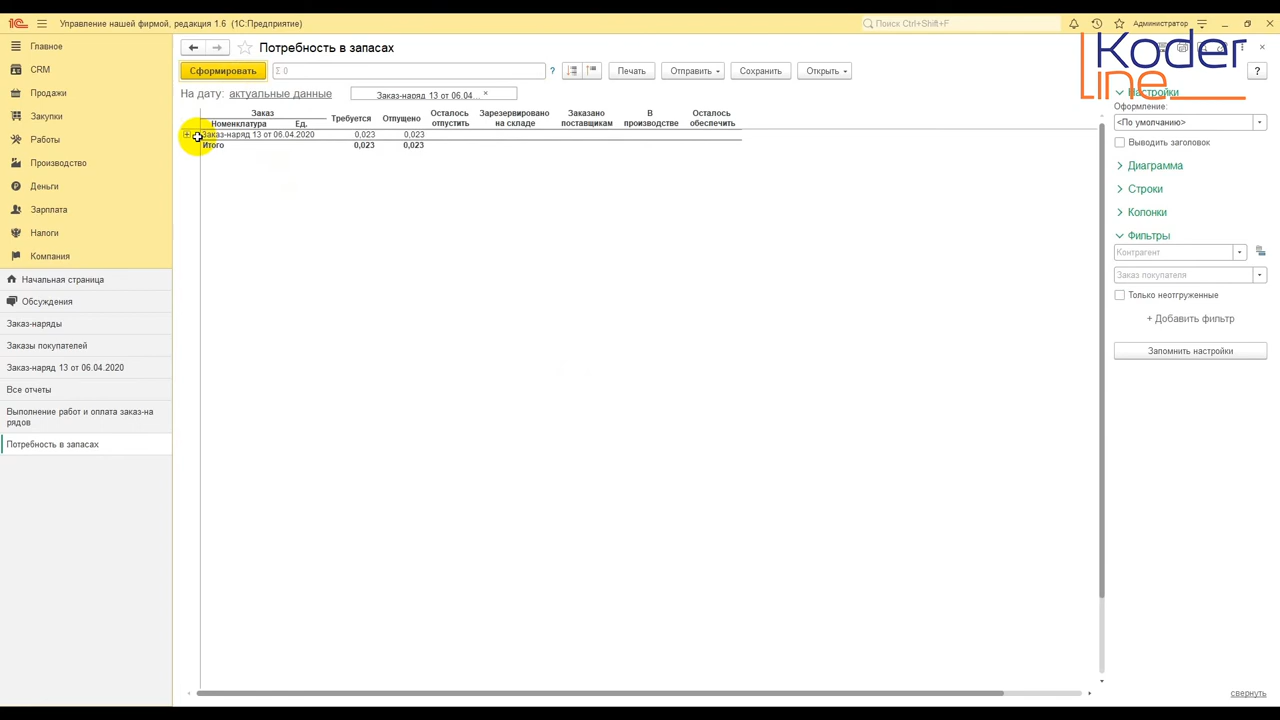 1С Управление нашей фирмой, редакция 1.6 (1С:Предприятие)
Поиск Ctrl+Shift+F
Администратор
Koder
line
Главное
CRM
Продажи
Закупки
Работы
Производство
Деньги
Зарплата
Налоги
Компания
Начальная страница
Обсуждения
Заказ-наряды
Заказы покупателей
Заказ-наряд 13 от 06.04.2020
Все отчеты
Выполнение работ и оплата заказ-на
рядов
Потребность в запасах
Потребность в запасах
Сформировать
Σ 0
?
Печать
Отправить
Сохранить
Открыть
?
На дату: актуальные данные
Заказ-наряд 13 от 06.04... ×
Заказ
Номенклатура Ед.
Требуется
Отпущено
Осталось
отпустить
Зарезервировано
на складе
Заказано
поставщикам
В
производстве
Осталось
обеспечить
Заказ-наряд 13 от 06.04.2020 0,023 0,023
Итого 0,023 0,023
Настройки
Оформление:
<По умолчанию>
Выводить заголовок
Диаграмма
Строки
Колонки
Фильтры
Контрагент
Заказ покупателя
Только неотгруженные
+ Добавить фильтр
Запомнить настройки
свернуть